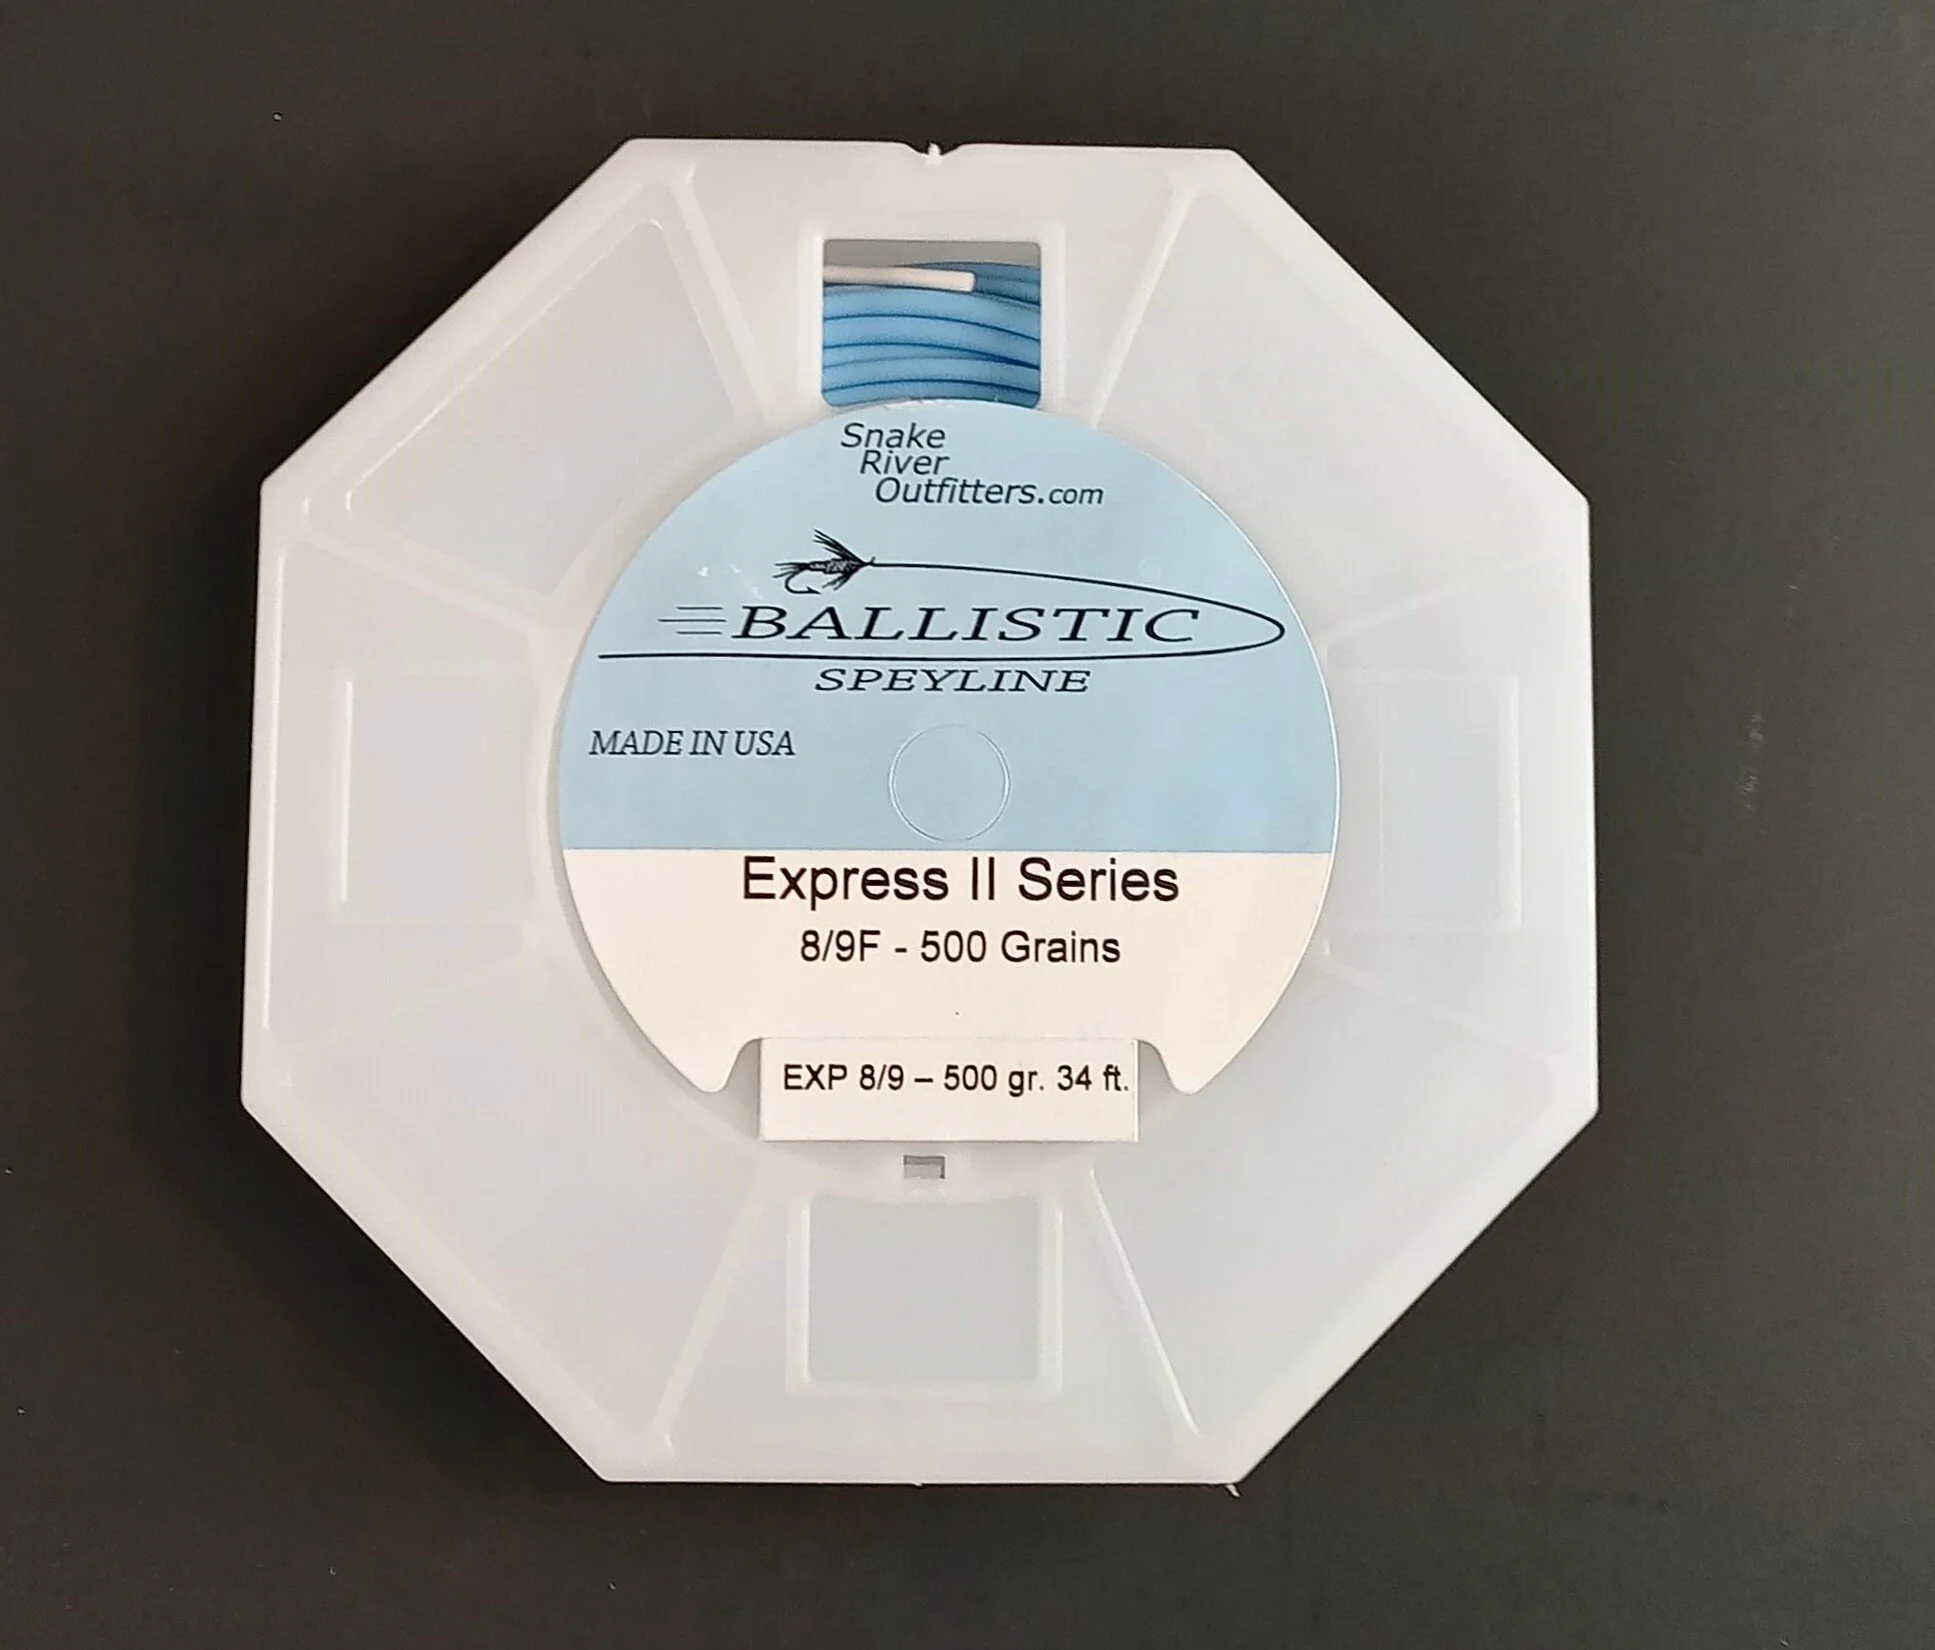 Snake
River
Outfitters.com
BALLISTIC
SPEYLINE
MADE IN USA
Express II Series
8/9F - 500 Grains
EXP 8/9 – 500 gr. 34 ft.